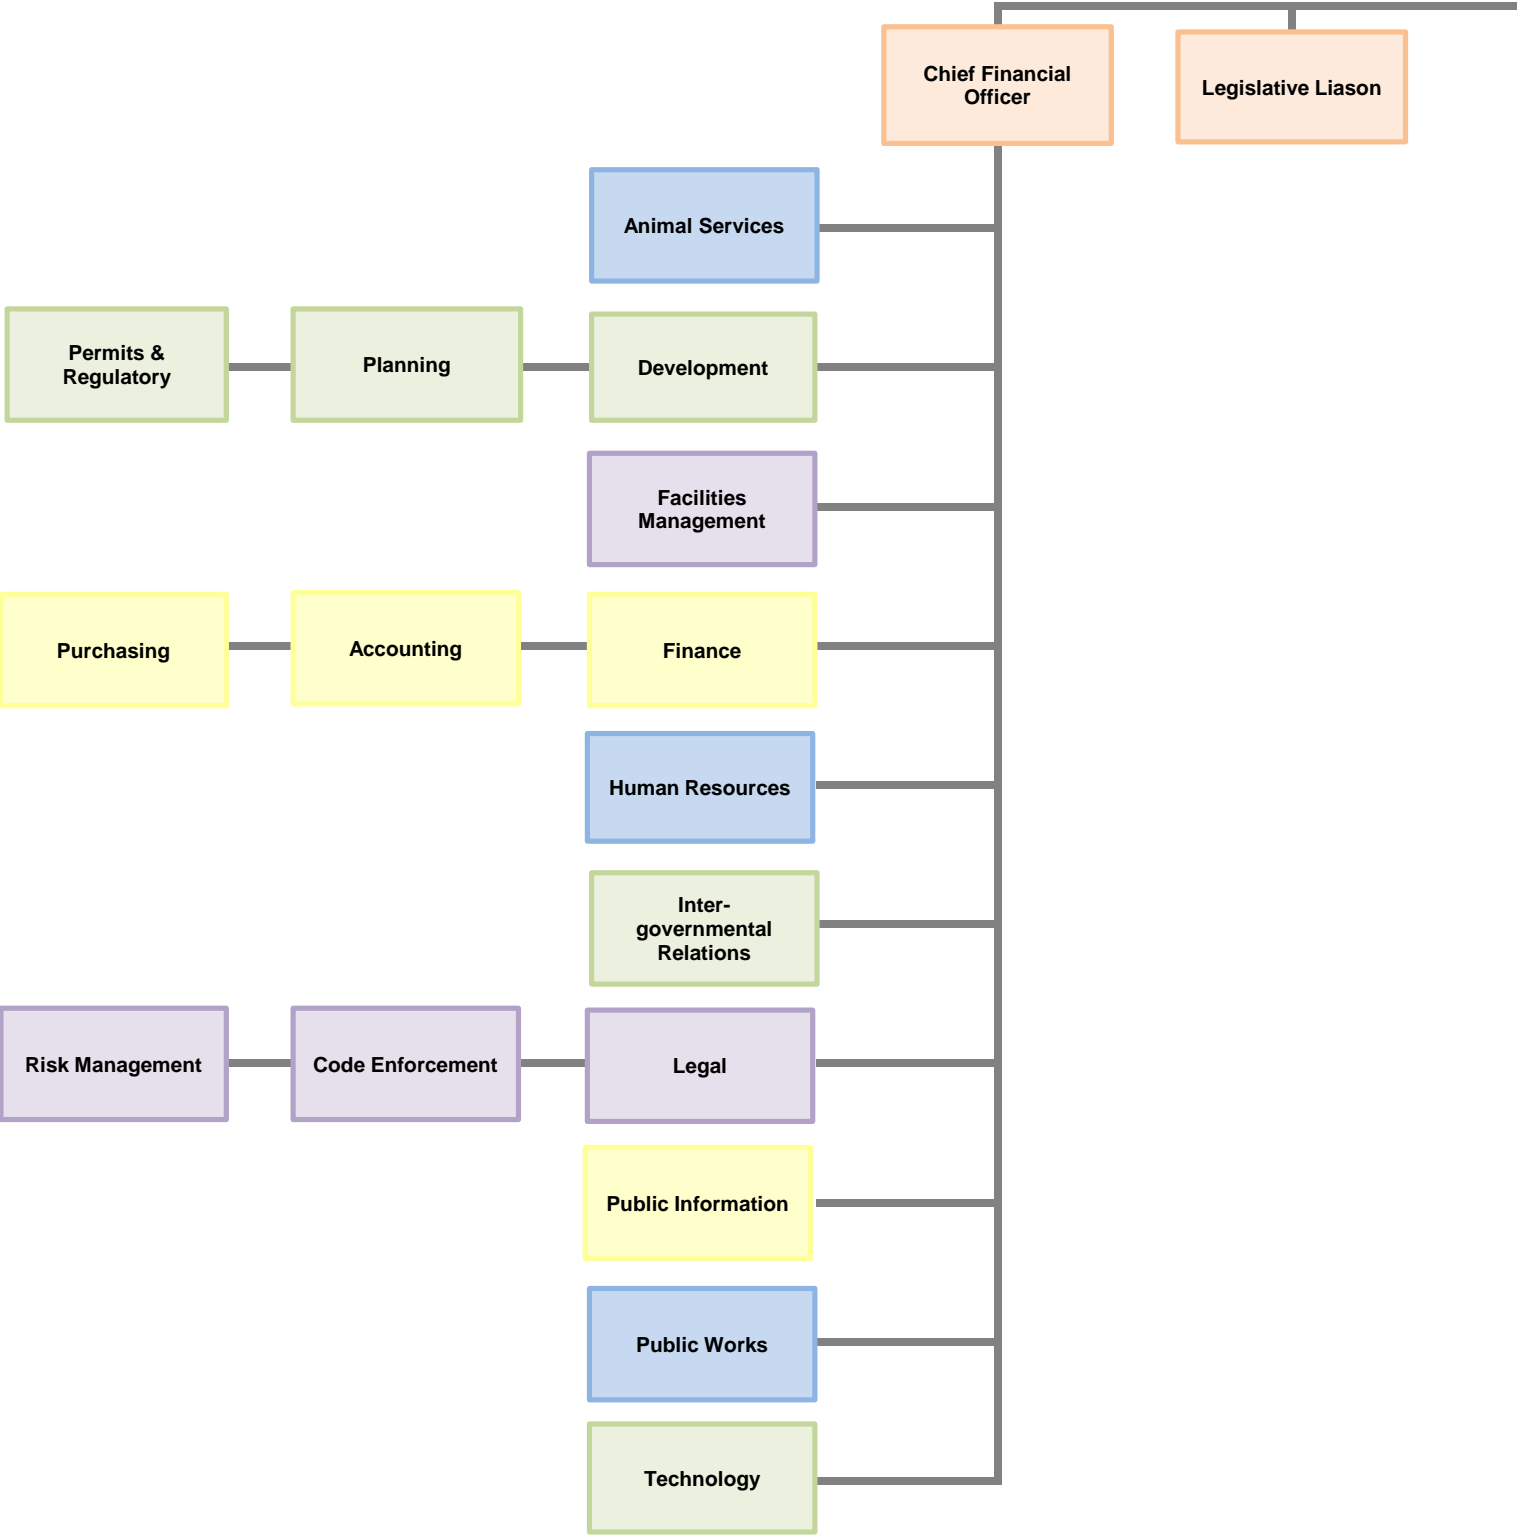 Chief Financial
Officer
Legislative Liason
Animal Services
Permits &
Regulatory
Planning
Development
Facilities
Management
Purchasing
Accounting
Finance
Human Resources
Inter-
governmental
Relations
Risk Management
Code Enforcement
Legal
Public Information
Public Works
Technology